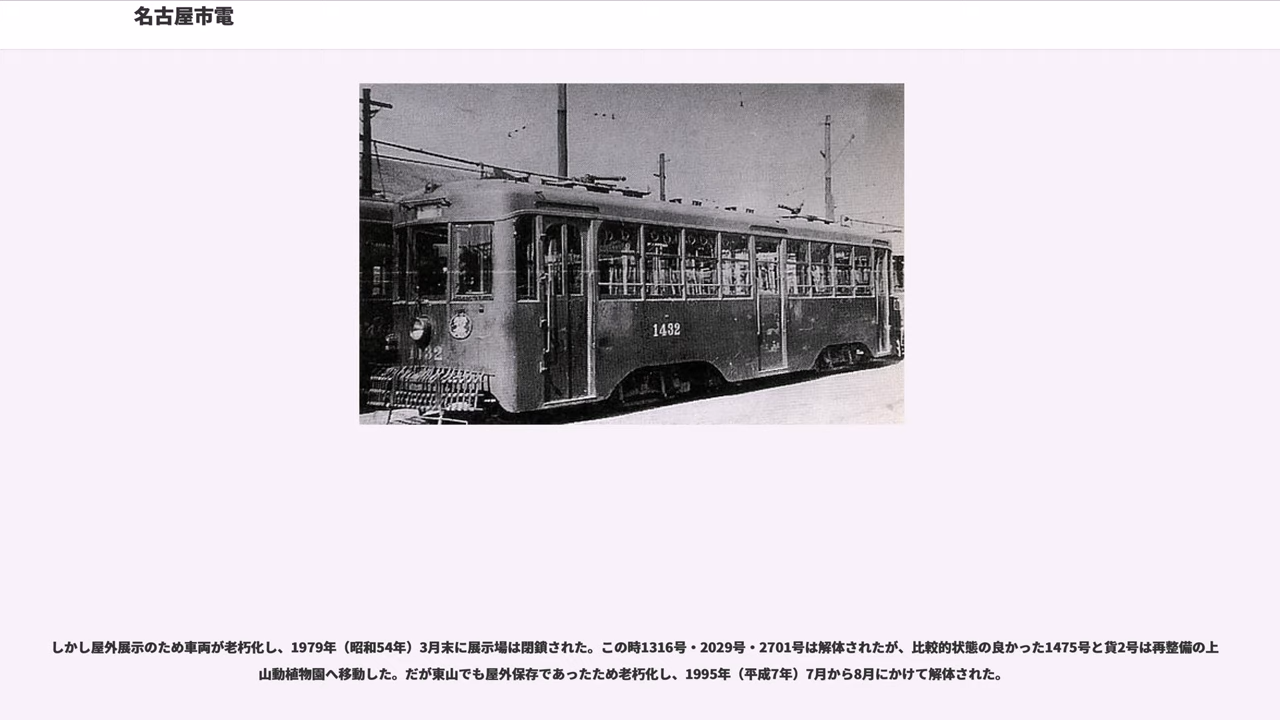 名古屋市電
1432
1432
しかし屋外展示のため車両が老朽化し、1979年（昭和54年）3月末に展示場は閉鎖された。この時1316号・2029号・2701号は解体されたが、比較的状態の良かった1475号と貨2号は再整備の上
山動植物園へ移動した。だが東山でも屋外保存であったため老朽化し、1995年（平成7年）7月から8月にかけて解体された。